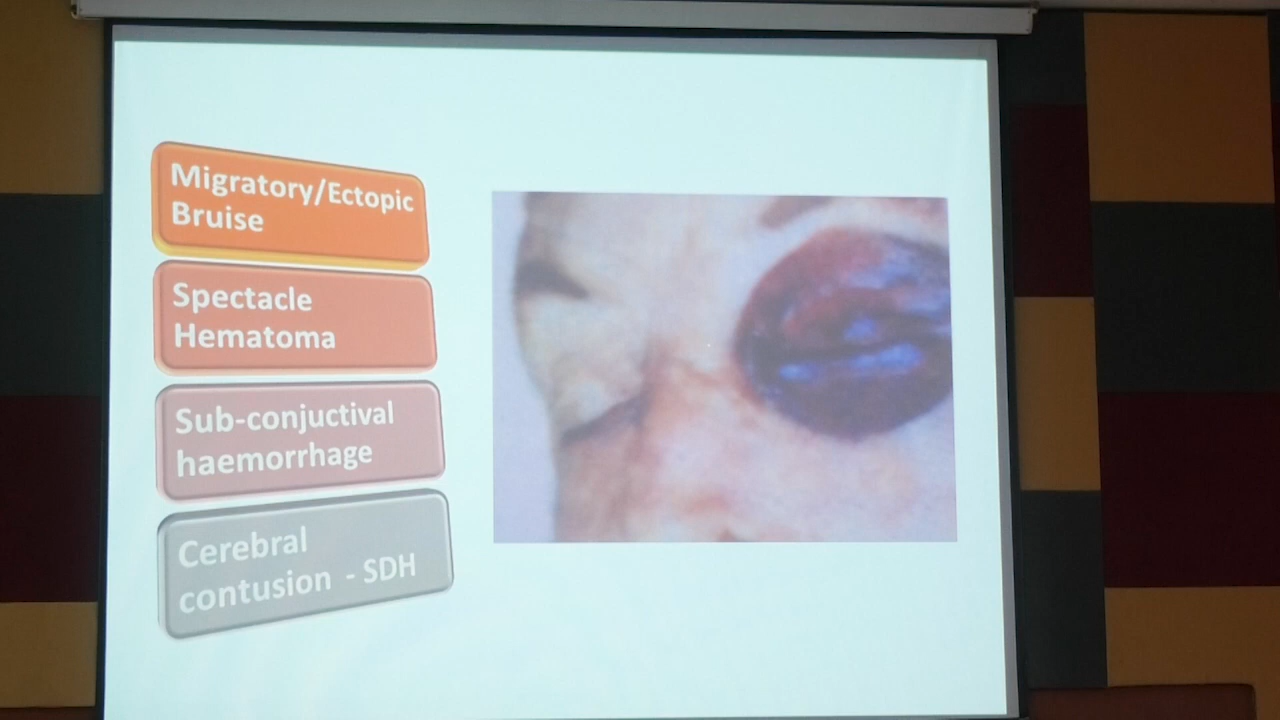 Migratory/Ectopic
Bruise
Spectacle
Hematoma
Sub-conjuctival
haemorrhage
Cerebral
contusion - SDH